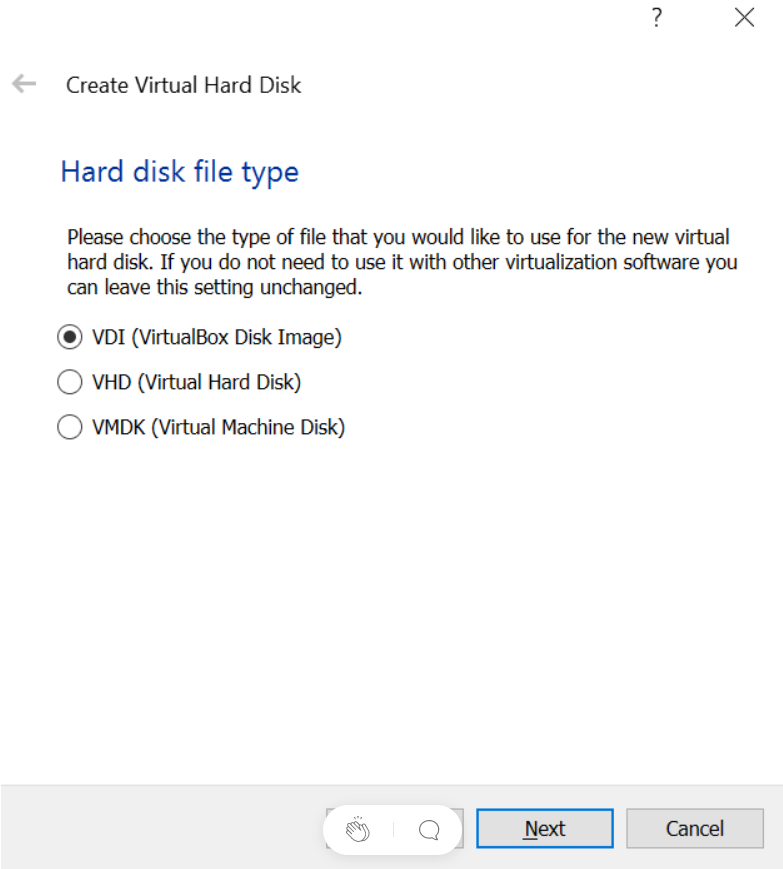 ?
Create Virtual Hard Disk
Hard disk file type
Please choose the type of file that you would like to use for the new virtual
hard disk. If you do not need to use it with other virtualization software you
can leave this setting unchanged.
VDI (VirtualBox Disk Image)
VHD (Virtual Hard Disk)
VMDK (Virtual Machine Disk)
Next
Cancel